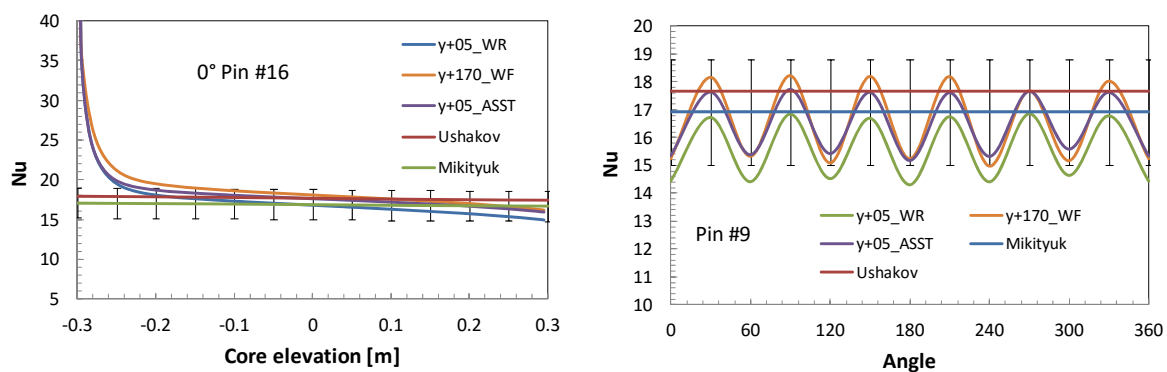 40
35
30
25
20
15
10
5
Nu
0° Pin #16
y+05_WR
y+170_WF
y+05_ASST
Ushakov
Mikityuk
-0.3 -0.2 -0.1 0 0.1 0.2 0.3
Core elevation [m]
20
19
18
17
16
15
14
13
12
11
10
Nu
Pin #9
y+05_WR y+170_WF
y+05_ASST Mikityuk
Ushakov
0 60 120 180 240 300 360
Angle